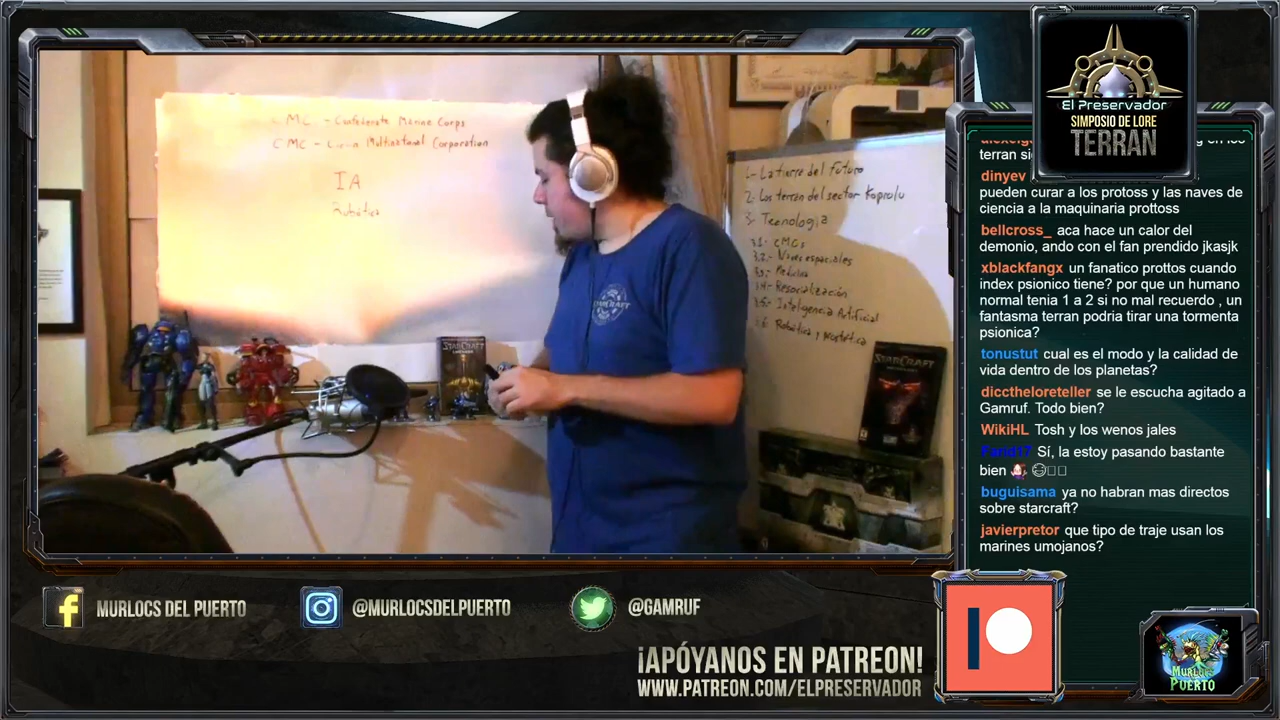 El Preservador
SIMPOSIO DE LORE
TERRAN
CMC - Confederate Marine Corps
CMC - Multinational Corporation
IA
Robótica
1- La tierra del futuro
2- Los terran del sector Koprulu
3- Tecnologia
3.1- CMCs
3.2- Naves espaciales
3.3- Medicina
3.4- Resocialización
3.5- Inteligencia Artificial
3.6 Robótica y
STARCRAFT
STARCRAFT
terran
dinyev
pueden curar a los protoss y las naves de
ciencia a la maquinaria prottoss
bellcross_ aca hace un calor del
demonio, ando con el fan prendido jkasjk
xblackfangx un fanatico prottos cuando
index psionico tiene? por que un humano
normal tenia 1 a 2 si no mal recuerdo , un
fantasma terran podria tirar una tormenta
psionica?
tonustut cual es el modo y la calidad de
vida dentro de los planetas?
dicctheloreteller se le escucha agitado a
Gamruf. Todo bien?
WikiHL Tosh y los wenos jales
Sí, la estoy pasando bastante
bien
buguisama ya no habran mas directos
sobre starcraft?
javierpretor que tipo de traje usan los
marines umojanos?
MURLOCS DEL PUERTO
@MURLOCSDELPUERTO
@GAMRUF
¡APÓYANOS EN PATREON!
WWW.PATREON.COM/ELPRESERVADOR
MURLOCS
PUERTO